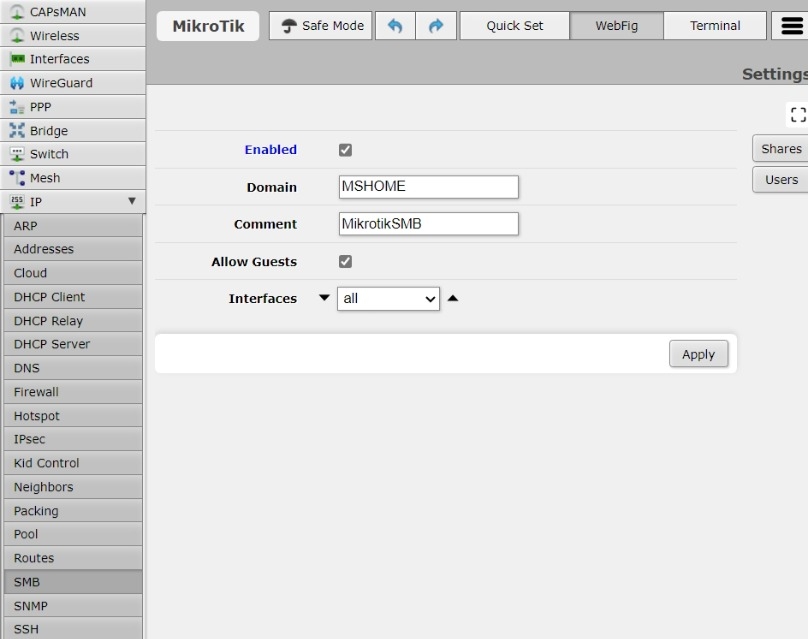 CAPsMAN
Wireless
Interfaces
WireGuard
PPP
Bridge
Switch
Mesh
IP
ARP
Addresses
Cloud
DHCP Client
DHCP Relay
DHCP Server
DNS
Firewall
Hotspot
IPsec
Kid Control
Neighbors
Packing
Pool
Routes
SMB
SNMP
SSH
MikroTik Safe Mode Quick Set WebFig Terminal
Settings
Enabled
Domain MSHOME
Comment MikrotikSMB
Allow Guests
Interfaces all
Apply
Shares
Users